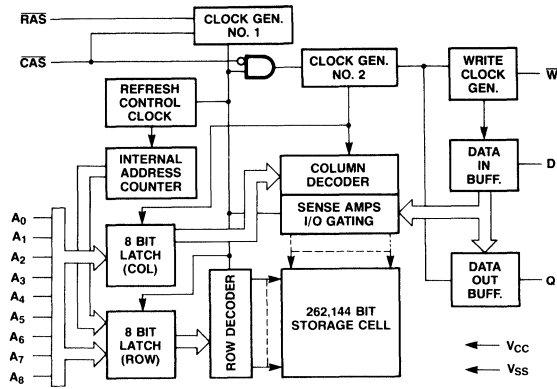 RAS
CLOCK GEN.
NO. 1
CAS
CLOCK GEN.
NO. 2
WRITE
CLOCK
GEN.
W
REFRESH
CONTROL
CLOCK
INTERNAL
ADDRESS
COUNTER
COLUMN
DECODER
DATA
IN
BUFF.
D
SENSE AMPS
I/O GATING
A0
A1
A2
A3
A4
A5
A6
A7
A8
8 BIT
LATCH
(COL)
8 BIT
LATCH
(ROW)
ROW DECODER
262,144 BIT
STORAGE CELL
DATA
OUT
BUFF.
Q
VCC
VSS